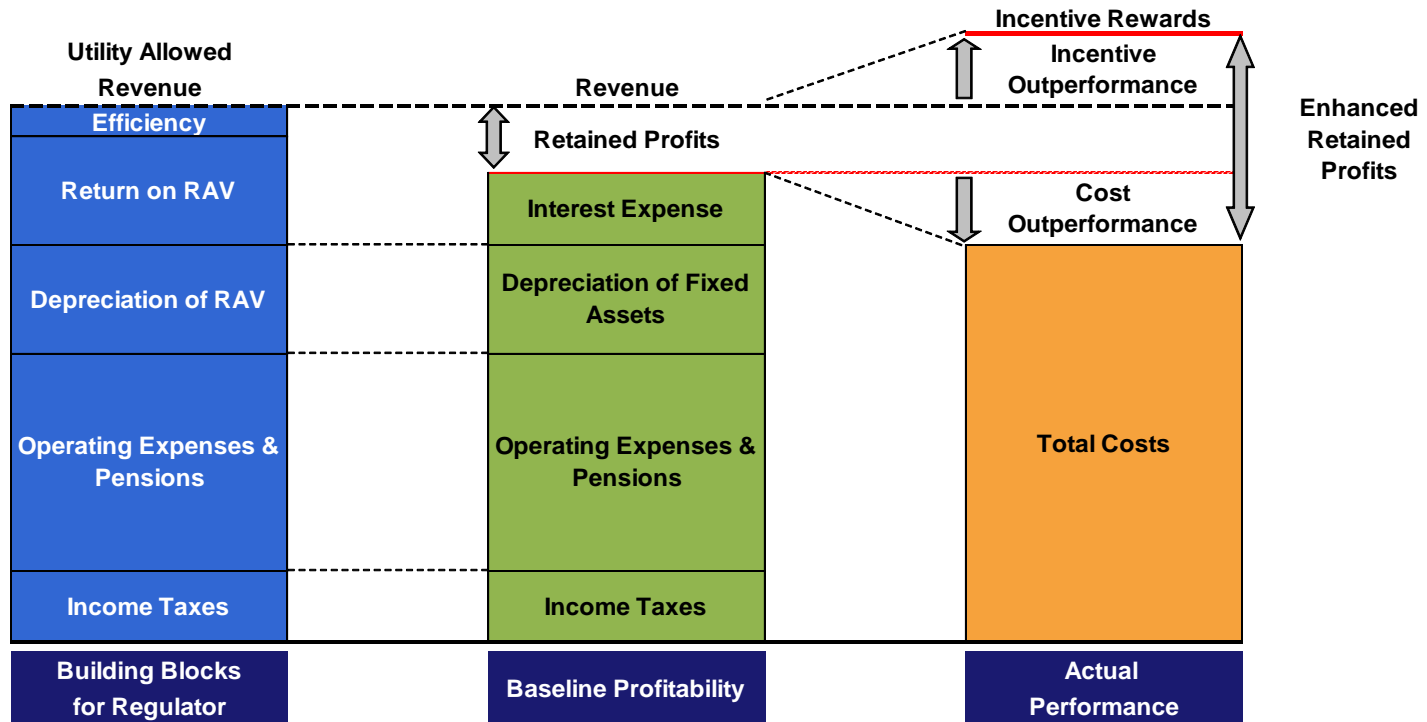 Utility Allowed
Revenue
Efficiency
Return on RAV
Depreciation of RAV
Operating Expenses &
Pensions
Income Taxes
Building Blocks
for Regulator
Revenue
Retained Profits
Interest Expense
Depreciation of Fixed
Assets
Operating Expenses &
Pensions
Income Taxes
Baseline Profitability
Incentive Rewards
Incentive
Outperformance
Cost
Outperformance
Total Costs
Actual
Performance
Enhanced
Retained
Profits